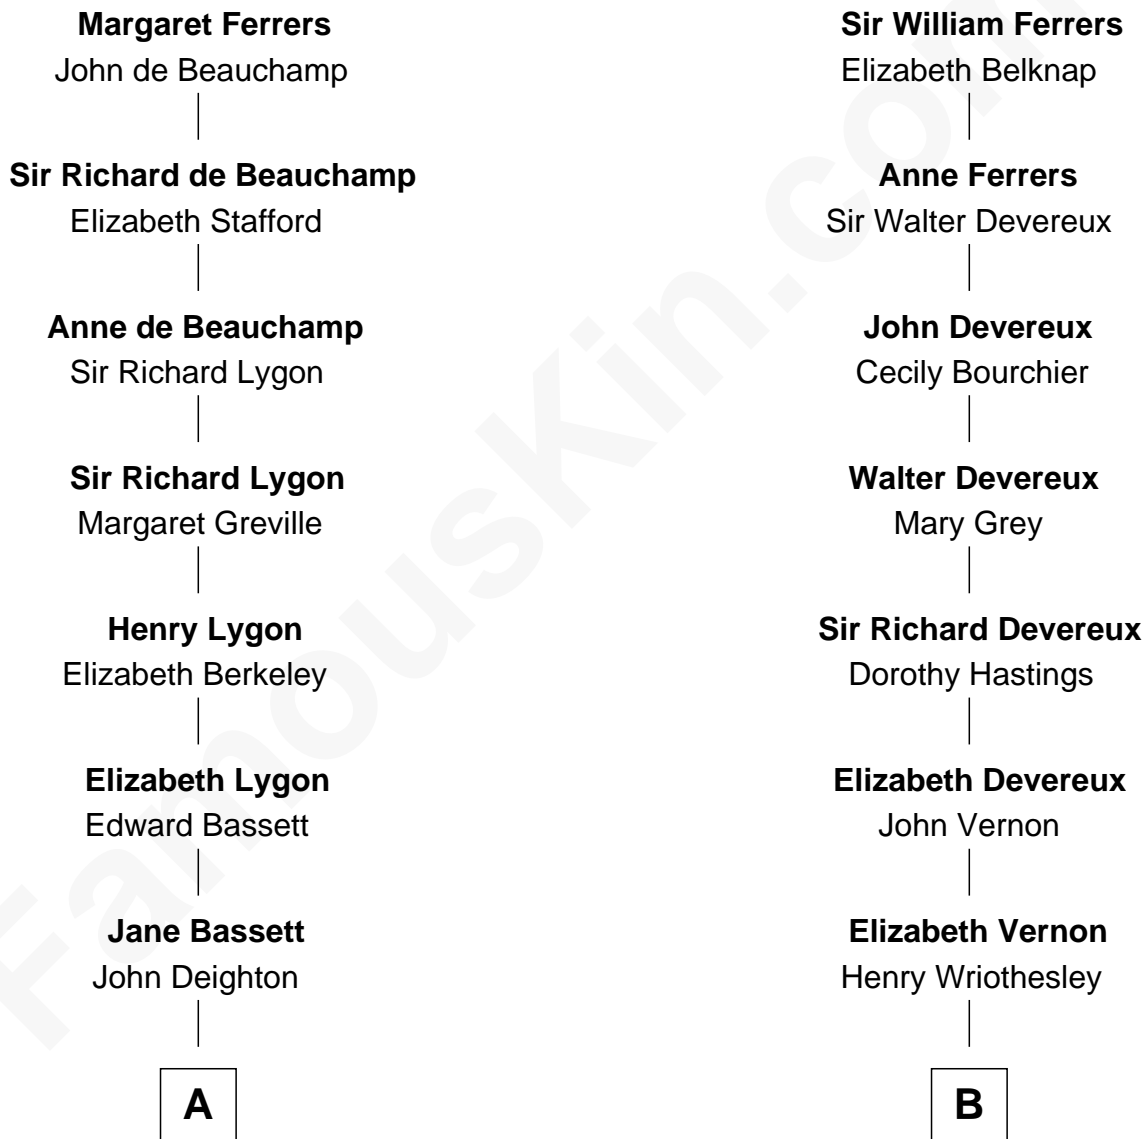 Margaret Ferrers
John de Beauchamp
Sir Richard de Beauchamp
Elizabeth Stafford
Anne de Beauchamp
Sir Richard Lygon
Sir Richard Lygon
Margaret Greville
Henry Lygon
Elizabeth Berkeley
Elizabeth Lygon
Edward Bassett
Jane Bassett
John Deighton
A
Sir William Ferrers
Elizabeth Belknap
Anne Ferrers
Sir Walter Devereux
John Devereux
Cecily Bourchier
Walter Devereux
Mary Grey
Sir Richard Devereux
Dorothy Hastings
Elizabeth Devereux
John Vernon
Elizabeth Vernon
Henry Wriothesley
B
FamousKin.com